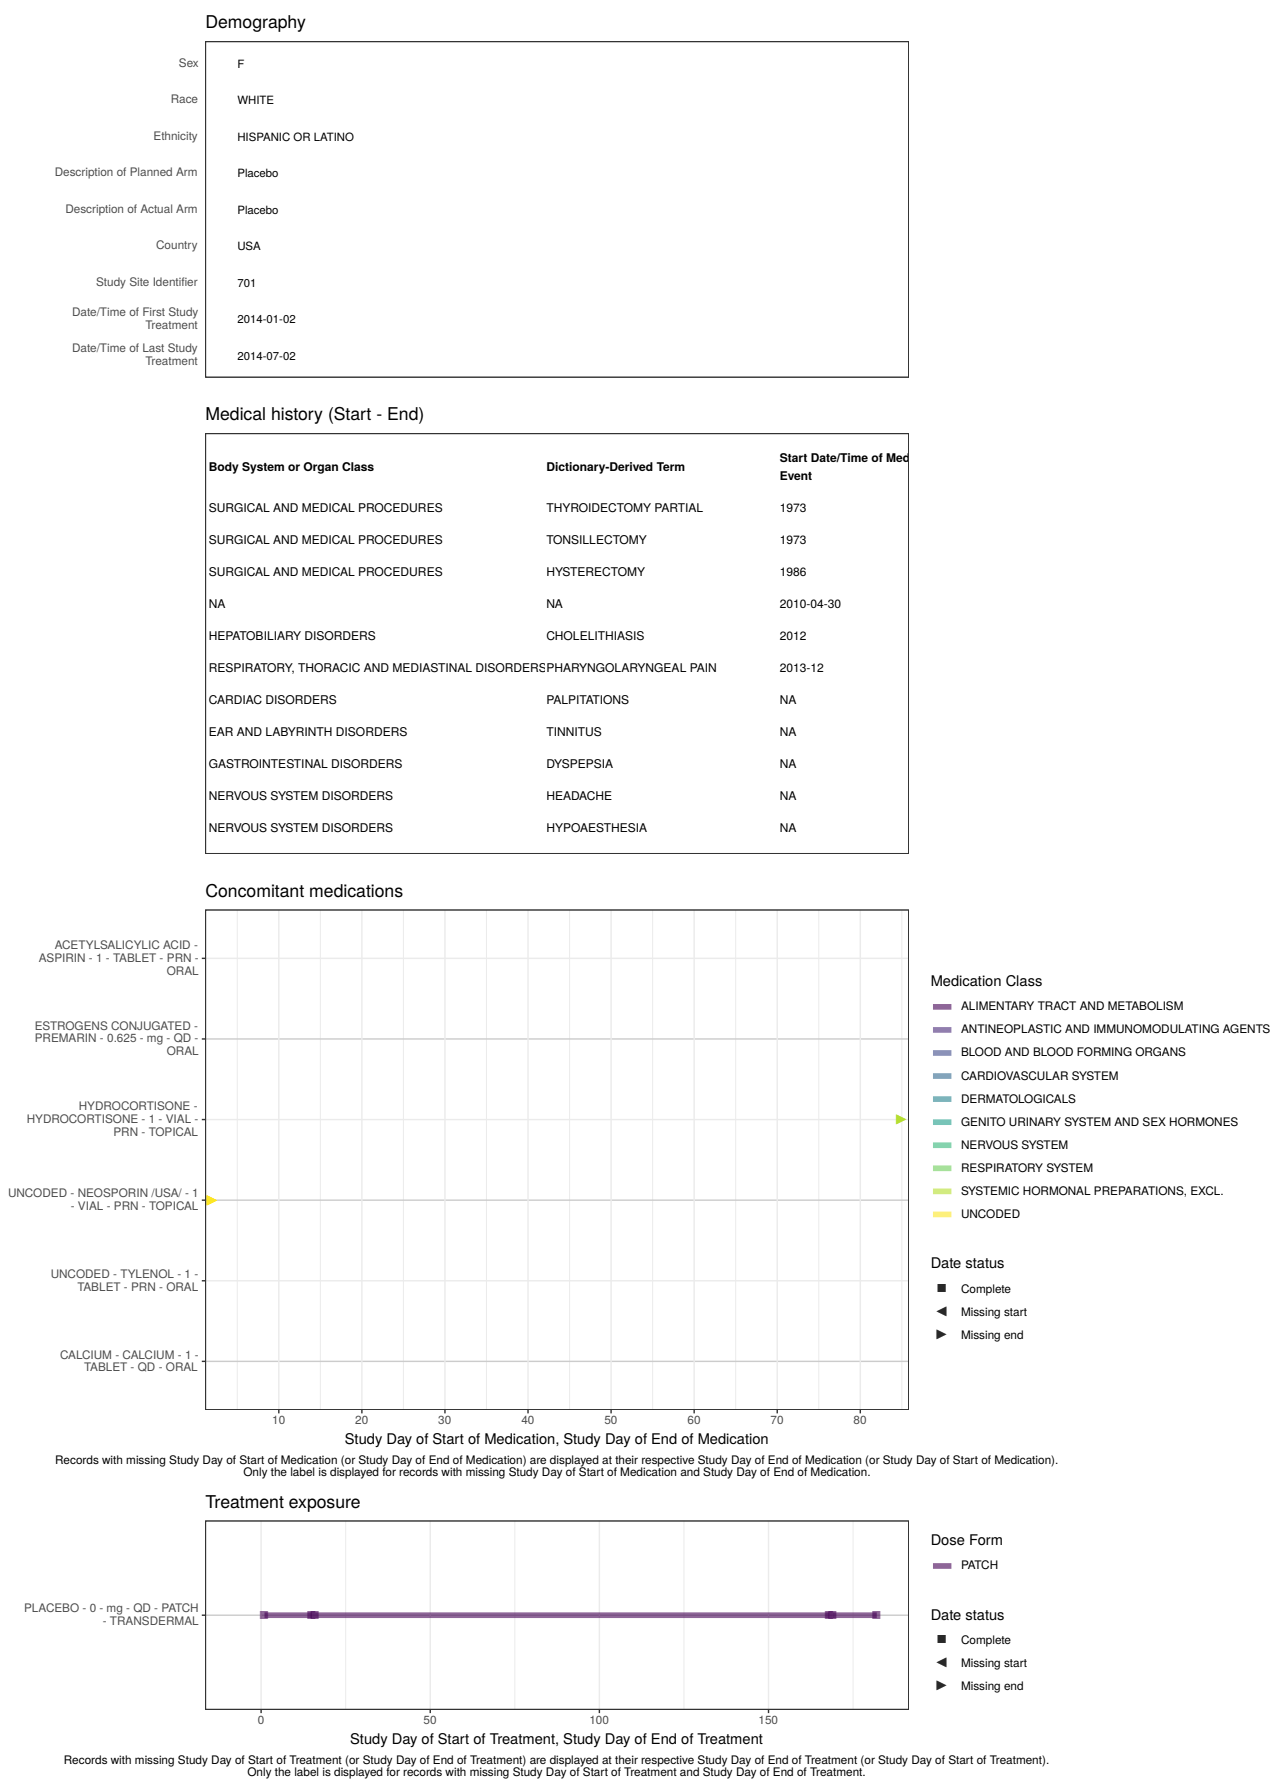 Demography
Sex F
Race WHITE
Ethnicity HISPANIC OR LATINO
Description of Planned Arm Placebo
Description of Actual Arm Placebo
Country USA
Study Site Identifier 701
Date/Time of First Study
Treatment 2014-01-02
Date/Time of Last Study
Treatment 2014-07-02
Medical history (Start - End)
Body System or Organ Class Dictionary-Derived Term Start Date/Time of Med
Event
SURGICAL AND MEDICAL PROCEDURES THYROIDECTOMY PARTIAL 1973
SURGICAL AND MEDICAL PROCEDURES TONSILLECTOMY 1973
SURGICAL AND MEDICAL PROCEDURES HYSTERECTOMY 1986
NA NA 2010-04-30
HEPATOBILIARY DISORDERS CHOLELITHIASIS 2012
RESPIRATORY, THORACIC AND MEDIASTINAL DISORDERS PHARYNGOLARYNGEAL PAIN 2013-12
CARDIAC DISORDERS PALPITATIONS NA
EAR AND LABYRINTH DISORDERS TINNITUS NA
GASTROINTESTINAL DISORDERS DYSPEPSIA NA
NERVOUS SYSTEM DISORDERS HEADACHE NA
NERVOUS SYSTEM DISORDERS HYPOAESTHESIA NA
Concomitant medications
ACETYLSALICYLIC ACID -
ASPIRIN - 1 - TABLET - PRN -
ORAL
ESTROGENS CONJUGATED -
PREMARIN - 0.625 - mg - QD -
ORAL
HYDROCORTISONE -
HYDROCORTISONE - 1 - VIAL -
PRN - TOPICAL
UNCODED - NEOSPORIN /USA/ - 1
- VIAL - PRN - TOPICAL
UNCODED - TYLENOL - 1 -
TABLET - PRN - ORAL
CALCIUM - CALCIUM - 1 -
TABLET - QD - ORAL
10 20 30 40 50 60 70 80
Study Day of Start of Medication, Study Day of End of Medication
Records with missing Study Day of Start of Medication (or Study Day of End of Medication) are displayed at their respective Study Day of End of Medication (or Study Day of Start of Medication).
Only the label is displayed for records with missing Study Day of Start of Medication and Study Day of End of Medication.
Medication Class
ALIMENTARY TRACT AND METABOLISM
ANTINEOPLASTIC AND IMMUNOMODULATING AGENTS
BLOOD AND BLOOD FORMING ORGANS
CARDIOVASCULAR SYSTEM
DERMATOLOGICALS
GENITO URINARY SYSTEM AND SEX HORMONES
NERVOUS SYSTEM
RESPIRATORY SYSTEM
SYSTEMIC HORMONAL PREPARATIONS, EXCL.
UNCODED
Date status
Complete
Missing start
Missing end
Treatment exposure
PLACEBO - 0 - mg - QD - PATCH
- TRANSDERMAL
0 50 100 150
Study Day of Start of Treatment, Study Day of End of Treatment
Records with missing Study Day of Start of Treatment (or Study Day of End of Treatment) are displayed at their respective Study Day of End of Treatment (or Study Day of Start of Treatment).
Only the label is displayed for records with missing Study Day of Start of Treatment and Study Day of End of Treatment.
Dose Form
PATCH
Date status
Complete
Missing start
Missing end